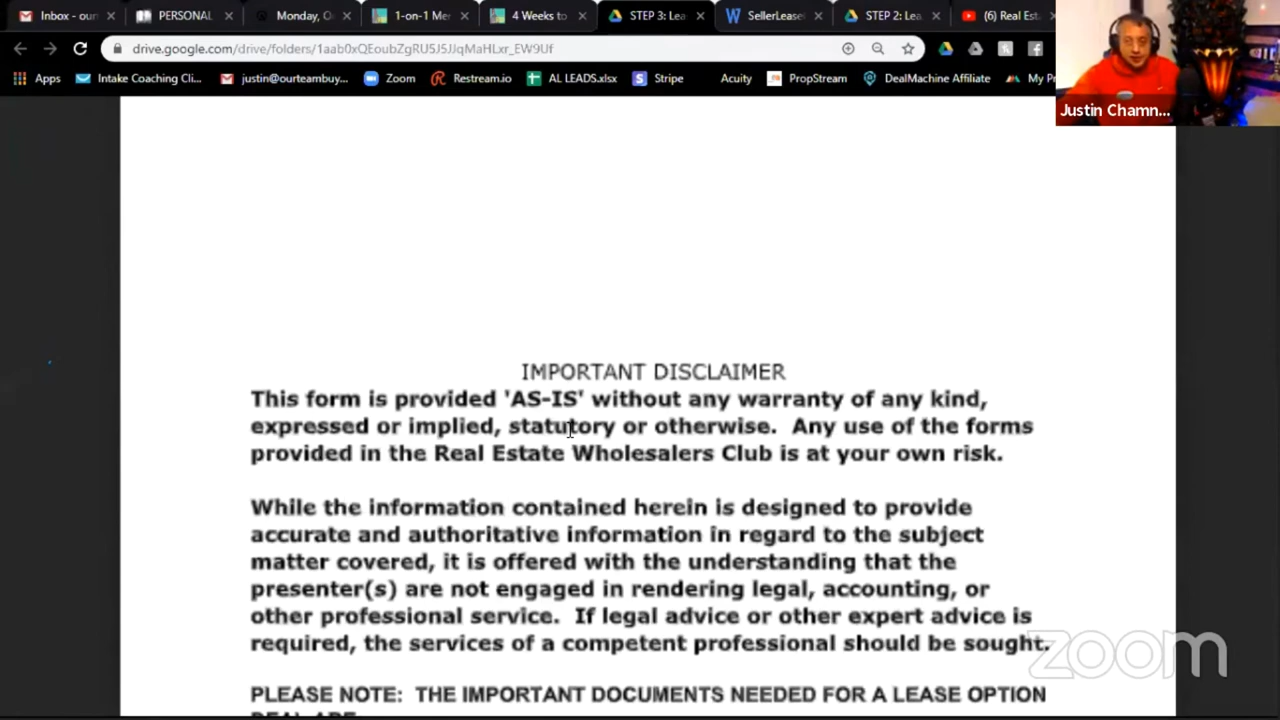 Inbox - our
PERSONAL
Monday, O
1-on-1 Me
4 Weeks to
STEP 3: Lea
SellerLease
STEP 2: Lea
(6) Real Est
drive.google.com/drive/folders/1aab0xQEoubZgRU5J5JJqMaHLxr_EW9Uf
Apps
Intake Coaching Cli...
justin@ourteambuy...
Zoom
Restream.io
AL LEADS.xlsx
Stripe
Acuity
PropStream
DealMachine Affiliate
My Pr
Justin Chamn...
IMPORTANT DISCLAIMER
This form is provided 'AS-IS' without any warranty of any kind,
expressed or implied, statutory or otherwise. Any use of the forms
provided in the Real Estate Wholesalers Club is at your own risk.
While the information contained herein is designed to provide
accurate and authoritative information in regard to the subject
matter covered, it is offered with the understanding that the
presenter(s) are not engaged in rendering legal, accounting, or
other professional service. If legal advice or other expert advice is
required, the services of a competent professional should be sought.
zoom
PLEASE NOTE: THE IMPORTANT DOCUMENTS NEEDED FOR A LEASE OPTION
DEAL ARE